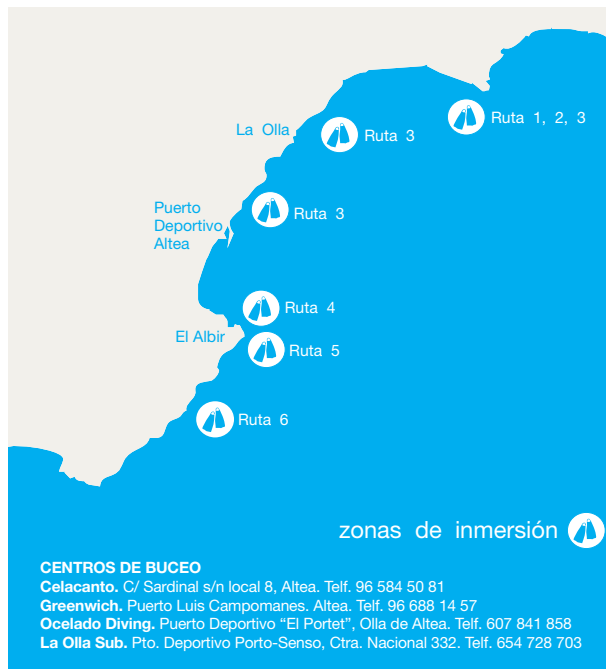 Ruta 1, 2, 3
La Olla
Ruta 3
Puerto
Deportivo
Altea
Ruta 3
Ruta 4
El Albir
Ruta 5
Ruta 6
zonas de inmersión
CENTROS DE BUCEO
Celacanto. C/ Sardinal s/n local 8, Altea. Telf. 96 584 50 81
Greenwich. Puerto Luis Campomanes. Altea. Telf. 96 688 14 57
Ocelado Diving. Puerto Deportivo “El Portet”, Olla de Altea. Telf. 607 841 858
La Olla Sub. Pto. Deportivo Porto-Senso, Ctra. Nacional 332. Telf. 654 728 703